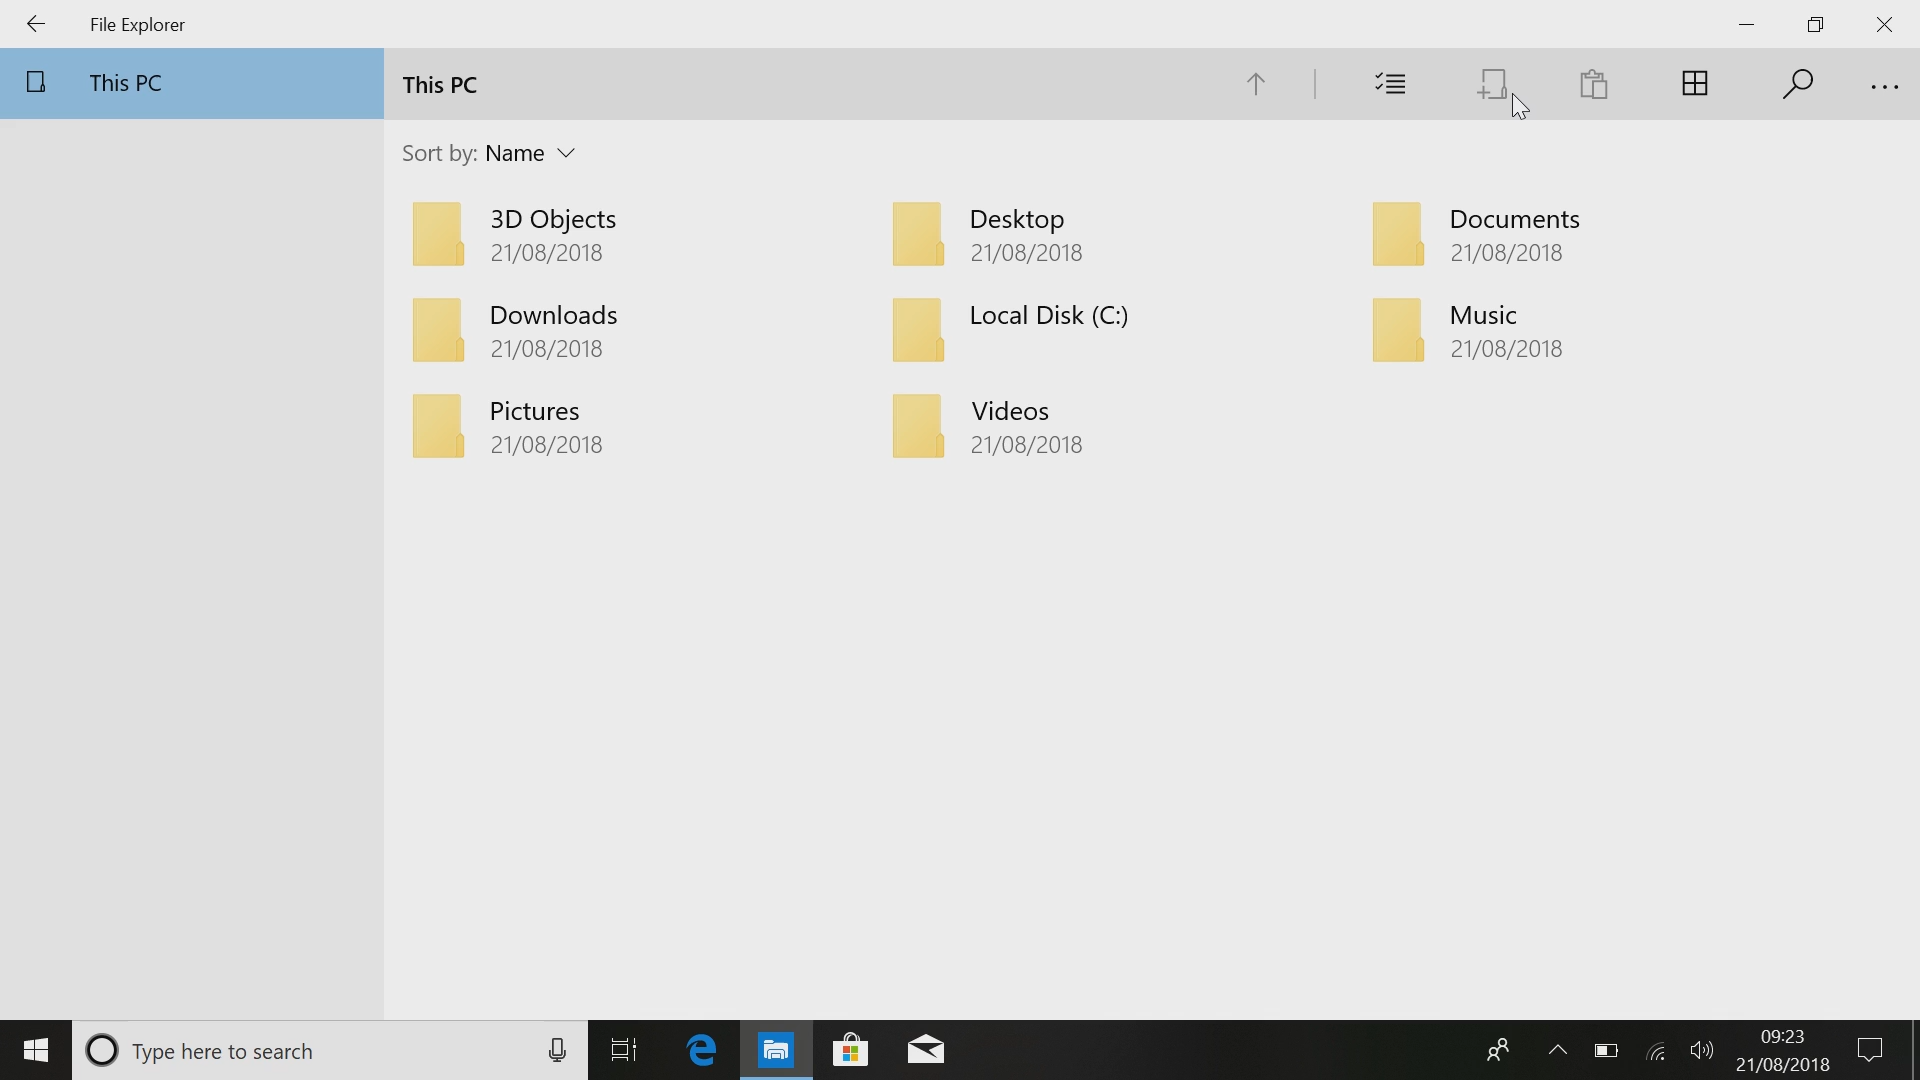 File Explorer
This PC
This PC
Sort by: Name
3D Objects
21/08/2018
Desktop
21/08/2018
Documents
21/08/2018
Downloads
21/08/2018
Local Disk (C:)
Music
21/08/2018
Pictures
21/08/2018
Videos
21/08/2018
Type here to search
09:23
21/08/2018